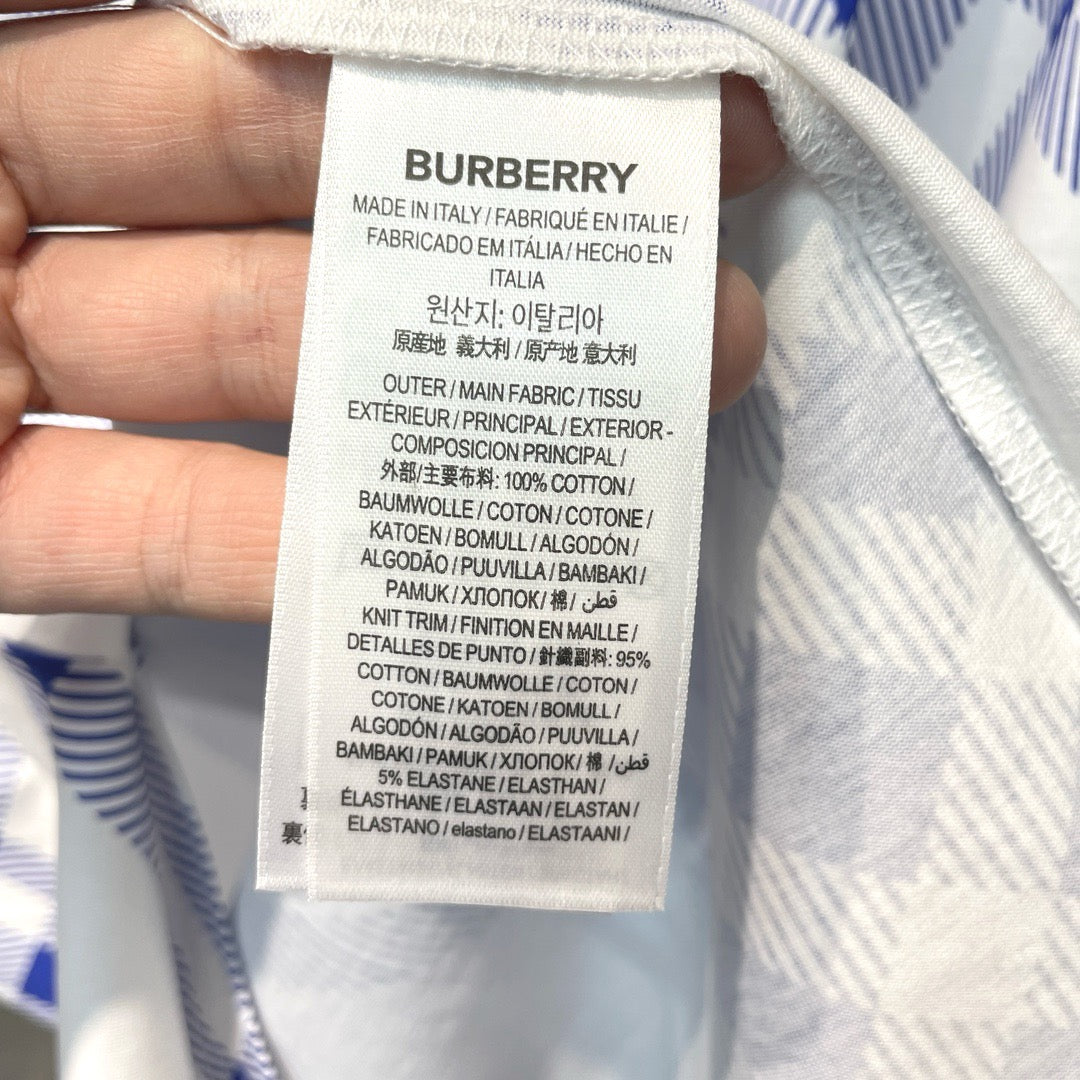 BURBERRY
MADE IN ITALY / FABRIQUÉ EN ITALIE /
FABRICADO EM ITÁLIA / HECHO EN
ITALIA
원산지: 이탈리아
原産地 義大利 / 原产地 意大利
OUTER / MAIN FABRIC / TISSU
EXTÉRIEUR / PRINCIPAL / EXTERIOR -
COMPOSICION PRINCIPAL /
外部/主要布料: 100% COTTON /
BAUMWOLLE / COTON / COTONE /
KATOEN / BOMULL / ALGODÓN /
ALGODÃO / PUUVILLA / BAMBAKI /
PAMUK / ХЛОПОК/ 棉 / قطن
KNIT TRIM / FINITION EN MAILLE /
DETALLES DE PUNTO / 針織副料: 95%
COTTON / BAUMWOLLE / COTON /
COTONE / KATOEN / BOMULL /
ALGODÓN / ALGODÃO / PUUVILLA /
BAMBAKI / PAMUK / ХЛОПОК/ 棉 / قطن
5% ELASTANE / ELASTHAN /
ÉLASTHANE / ELASTAAN / ELASTAN /
ELASTANO / elastano / ELASTAANI /
裏